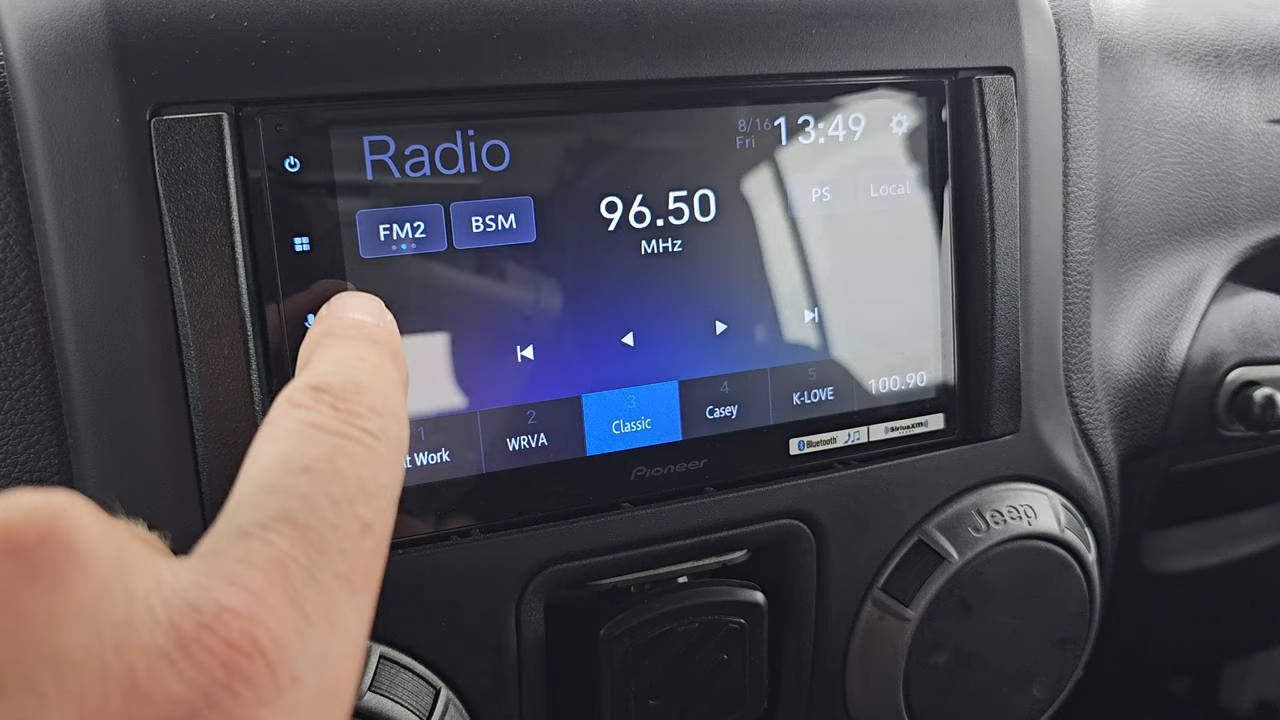 Radio
8/16
Fri
13:49
FM2
BSM
96.50
MHz
PS
Local
1
t Work
2
WRVA
3
Classic
4
Casey
5
K-LOVE
100.90
Pioneer
Bluetooth
SiriusXM
Jeep